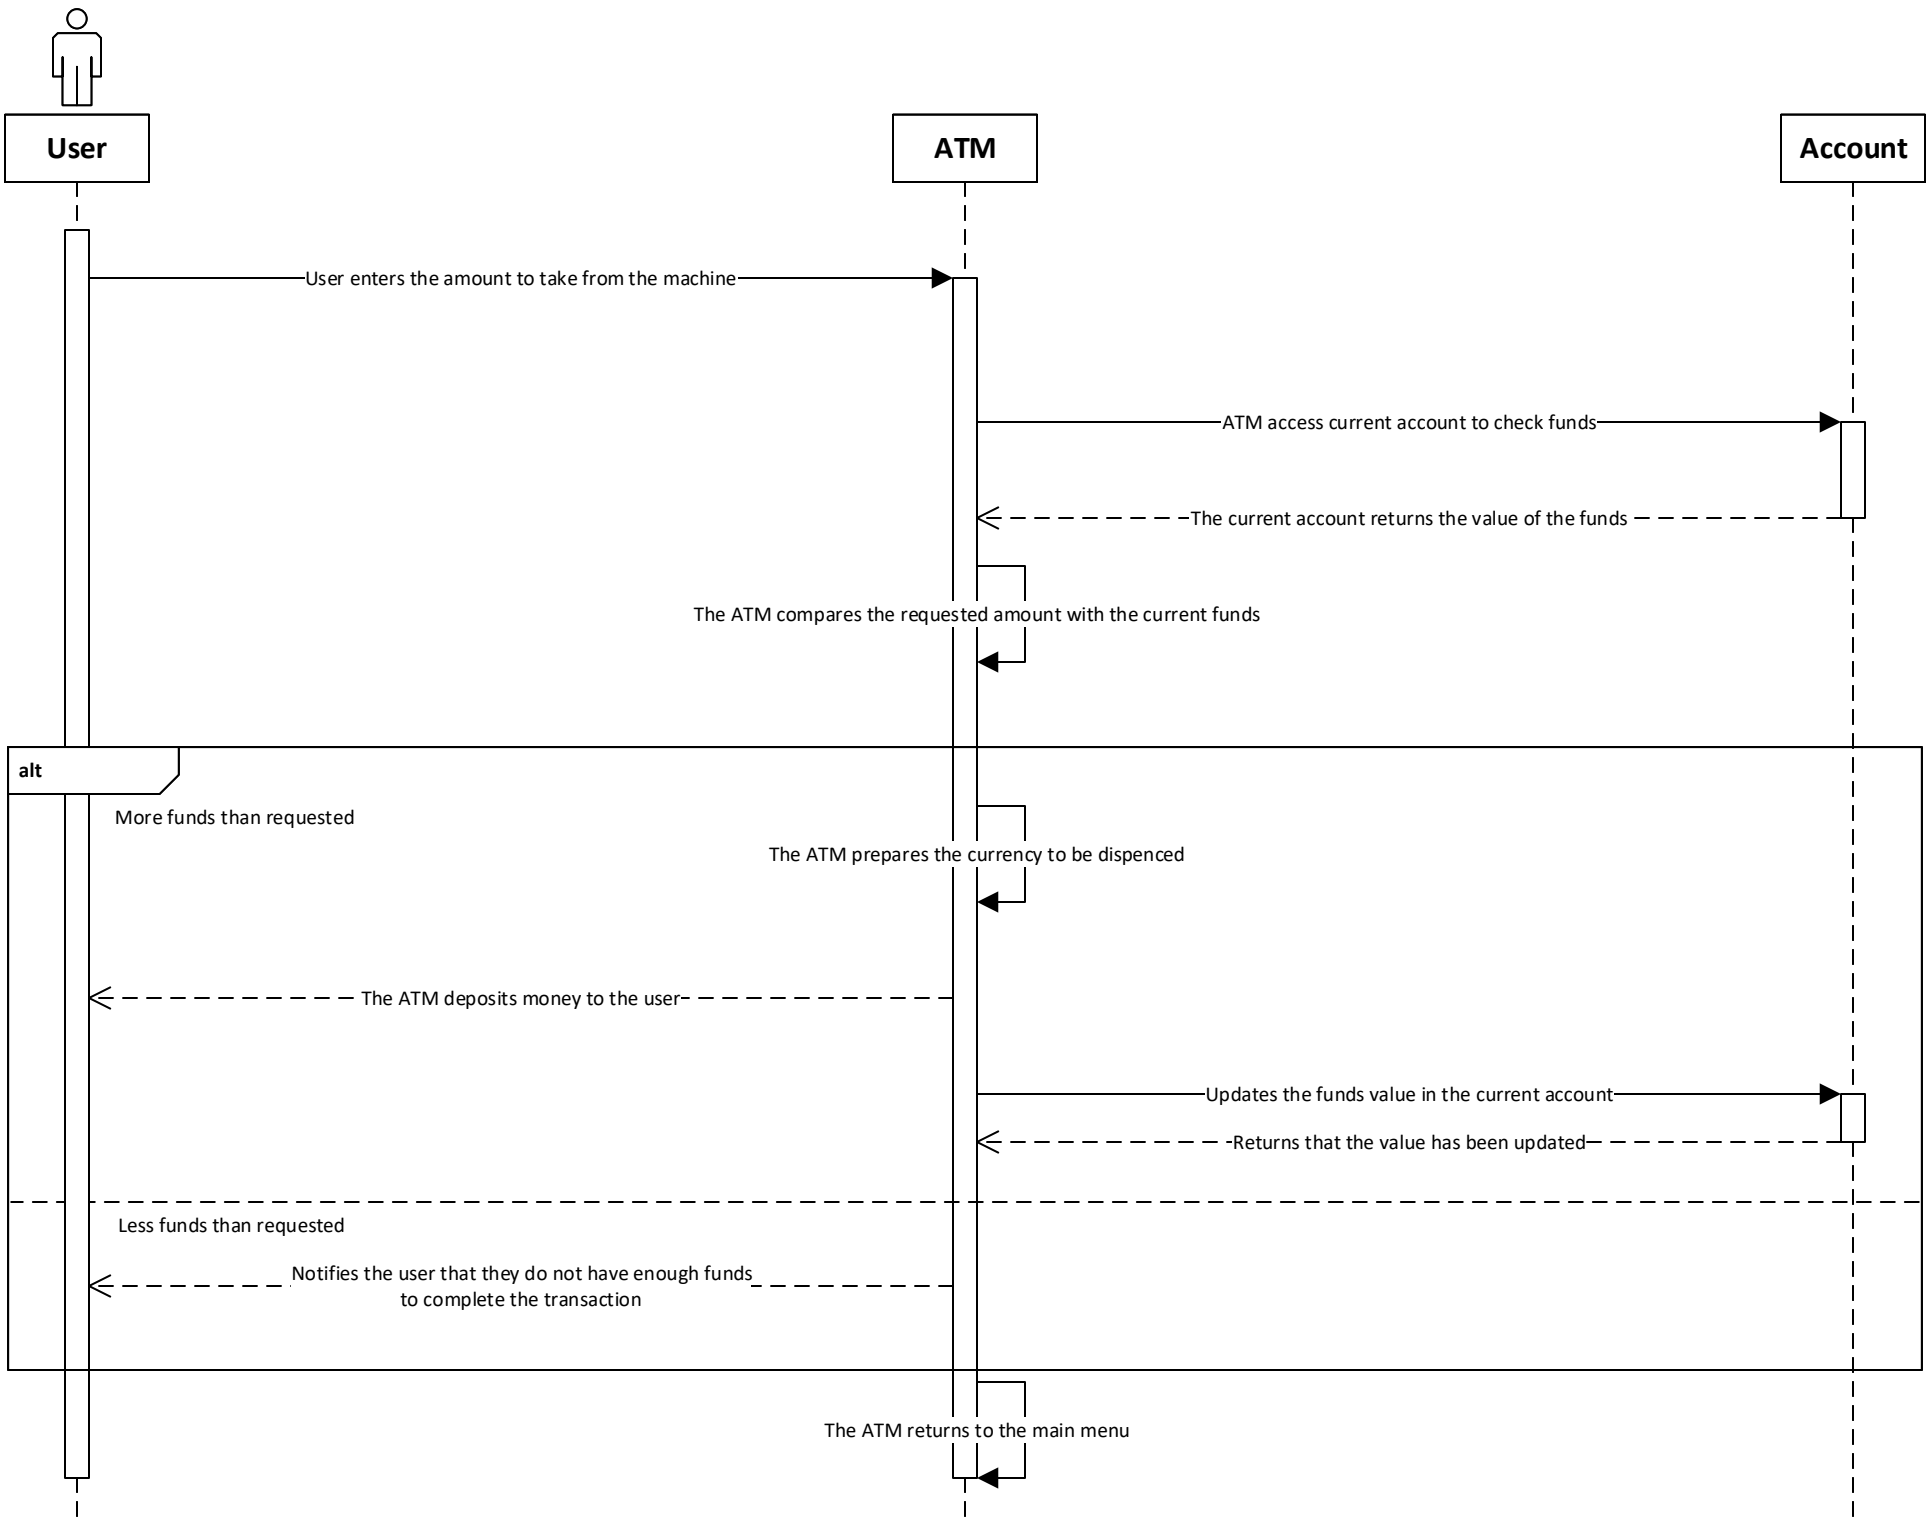 User
ATM
Account
User enters the amount to take from the machine
ATM access current account to check funds
The current account returns the value of the funds
The ATM compares the requested amount with the current funds
alt
More funds than requested
The ATM prepares the currency to be dispenced
The ATM deposits money to the user
Updates the funds value in the current account
Returns that the value has been updated
Less funds than requested
Notifies the user that they do not have enough funds
to complete the transaction
The ATM returns to the main menu